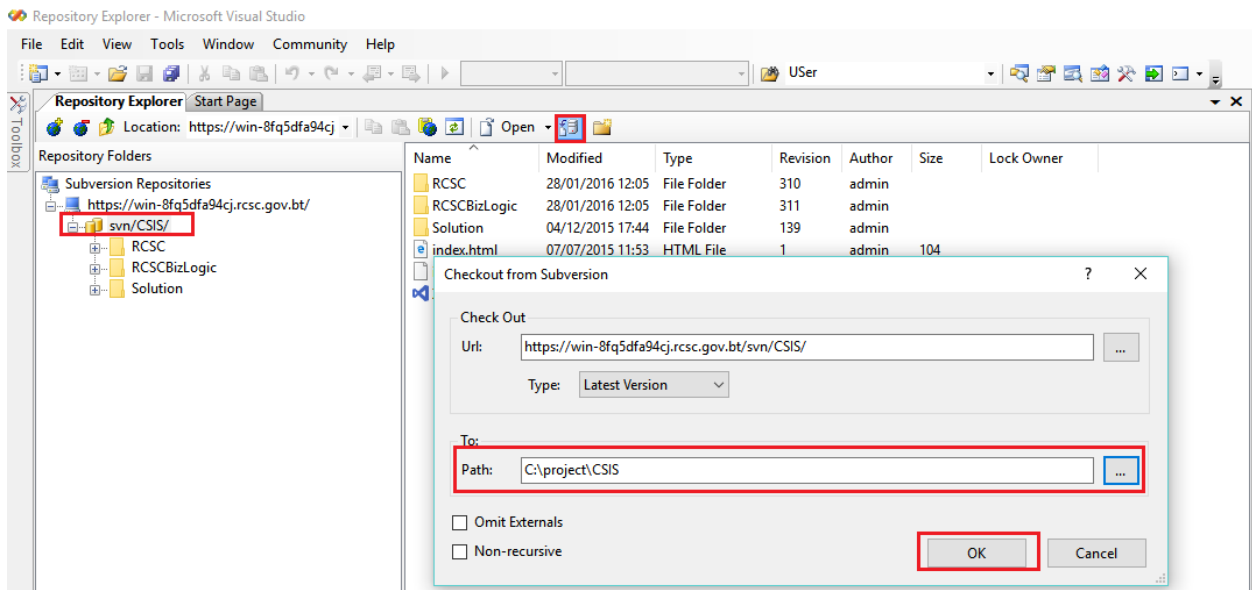 Repository Explorer - Microsoft Visual Studio
File Edit View Tools Window Community Help
USer
Repository Explorer Start Page
Toolbox
Location: https://win-8fq5dfa94cj Open
Repository Folders
Subversion Repositories
https://win-8fq5dfa94cj.rcsc.gov.bt/
svn/CSIS/
RCSC
RCSCBizLogic
Solution
Name Modified Type Revision Author Size Lock Owner
RCSC 28/01/2016 12:05 File Folder 310 admin
RCSCBizLogic 28/01/2016 12:05 File Folder 311 admin
Solution 04/12/2015 17:44 File Folder 139 admin
index.html 07/07/2015 11:53 HTML File 1 admin 104
Checkout from Subversion ?
Check Out
Url: https://win-8fq5dfa94cj.rcsc.gov.bt/svn/CSIS/ ...
Type: Latest Version
To:
Path: C:\project\CSIS ...
Omit Externals
Non-recursive
OK Cancel